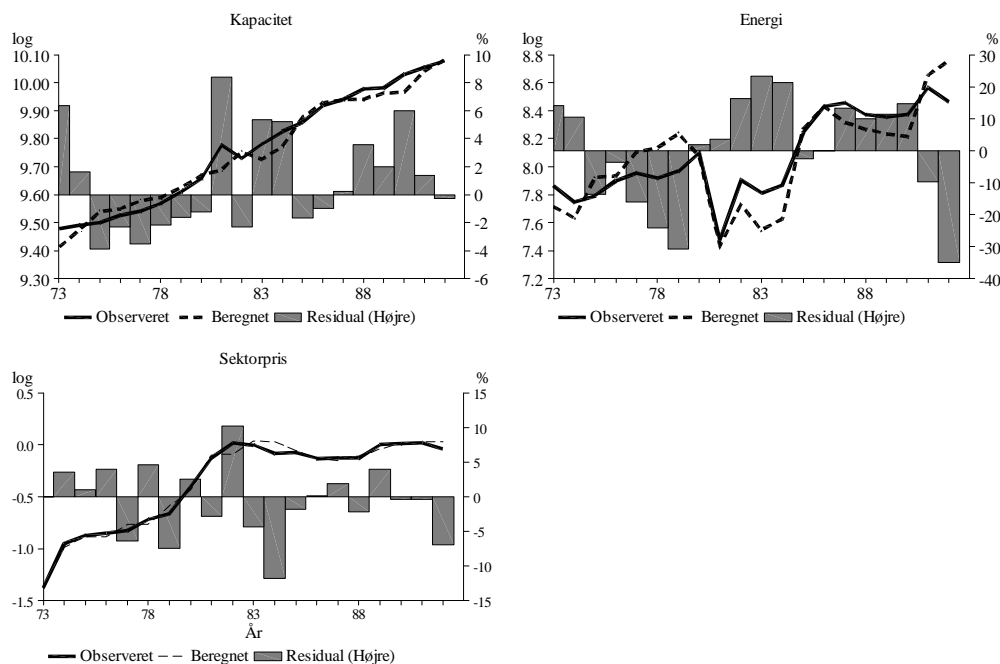 Kapacitet
log %
10.10 10
10.00 8
9.90 6
9.80 4
9.70 2
9.60 0
9.50 -2
9.40 -4
9.30 -6
73 78 83 88
Observeret Beregnet Residual (Højre)
Energi
log %
8.8 30
8.6 20
8.4 10
8.2 0
8.0 -10
7.8
7.6 -20
7.4 -30
7.2 -40
73 78 83 88
Observeret Beregnet Residual (Højre)
Sektorpris
log %
0.5 15
10
0.0 5
-0.5 0
-5
-1.0 -10
-1.5 -15
73 78 83 88
År
Observeret Beregnet Residual (Højre)